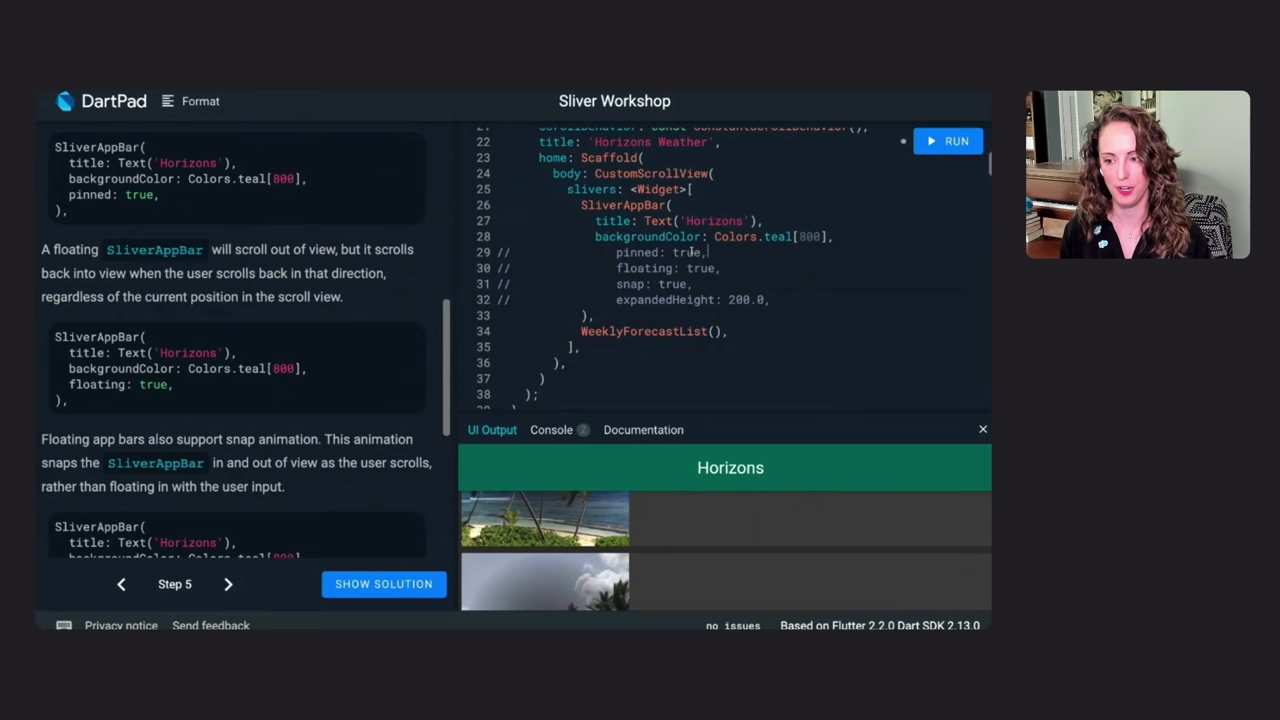 DartPad
Format
Sliver Workshop
SliverAppBar(
title: Text('Horizons'),
backgroundColor: Colors.teal[800],
pinned: true,
),
A floating SliverAppBar will scroll out of view, but it scrolls
back into view when the user scrolls back in that direction,
regardless of the current position in the scroll view.
SliverAppBar(
title: Text('Horizons'),
backgroundColor: Colors.teal[800],
floating: true,
),
Floating app bars also support snap animation. This animation
snaps the SliverAppBar in and out of view as the user scrolls,
rather than floating in with the user input.
SliverAppBar(
title: Text('Horizons'),
backgroundColor: Colors.teal[800],
Step 5
SHOW SOLUTION
21 scrollBehavior: const ConstantScrollBehavior(),
22 title: 'Horizons Weather',
23 home: Scaffold(
24 body: CustomScrollView(
25 slivers: <Widget>[
26 SliverAppBar(
27 title: Text('Horizons'),
28 backgroundColor: Colors.teal[800],
29 // pinned: true,
30 // floating: true,
31 // snap: true,
32 // expandedHeight: 200.0,
33 ),
34 WeeklyForecastList(),
35 ],
36 ),
37 )
38 );
RUN
UI Output
Console 2
Documentation
Horizons
Privacy notice
Send feedback
no issues
Based on Flutter 2.2.0 Dart SDK 2.13.0